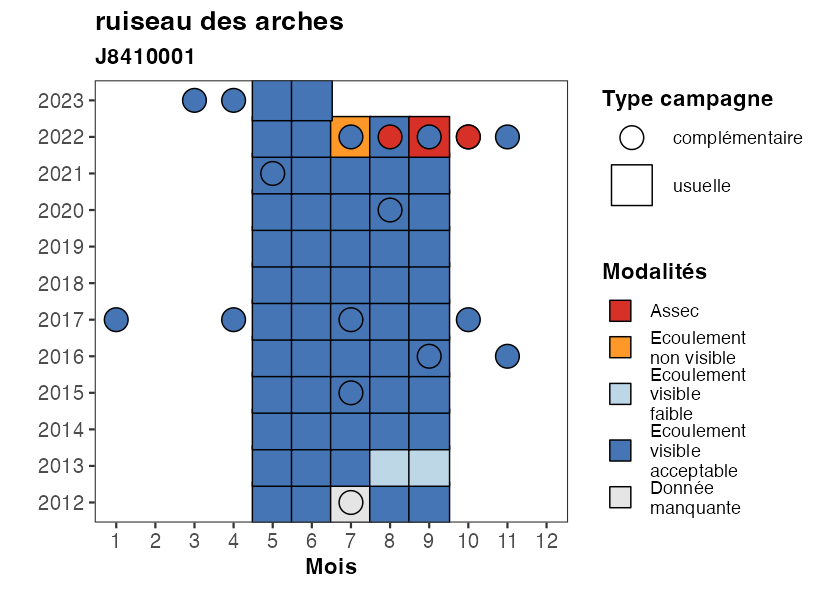 ruiseau des arches
J8410001
2023
2022
2021
2020
2019
2018
2017
2016
2015
2014
2013
2012
1 2 3 4 5 6 7 8 9 10 11 12
Mois
Type campagne
complémentaire
usuelle
Modalités
Assec
Ecoulement
non visible
Ecoulement
visible
faible
Ecoulement
visible
acceptable
Donnée
manquante